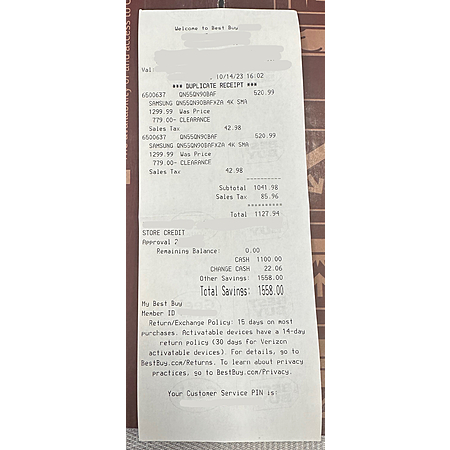 Welcome to Best Buy
Val:
10/14/23 16:02
*** DUPLICATE RECEIPT ***
6500637 QN55QN90BAF 520.99
SAMSUNG QN55QN90BAFXZA 4K SMA
1299.99 Was Price
779.00- CLEARANCE
Sales Tax 42.98
6500637 QN55QN90BAF 520.99
SAMSUNG QN55QN90BAFXZA 4K SMA
1299.99 Was Price
779.00- CLEARANCE
Sales Tax 42.98
----------
Subtotal 1041.98
Sales Tax 85.96
==========
Total 1127.94
STORE CREDIT
Approval 2
Remaining Balance: 0.00
CASH 1100.00
CHANGE CASH 22.06
Other Savings: 1558.00
Total Savings: 1558.00
My Best Buy
Member ID
Return/Exchange Policy: 15 days on most
purchases. Activatable devices have a 14-day
return policy (30 days for Verizon
activatable devices). For details, go to
BestBuy.com/Returns. To learn about privacy
practices, go to BestBuy.com/Privacy.
Your Customer Service PIN is: